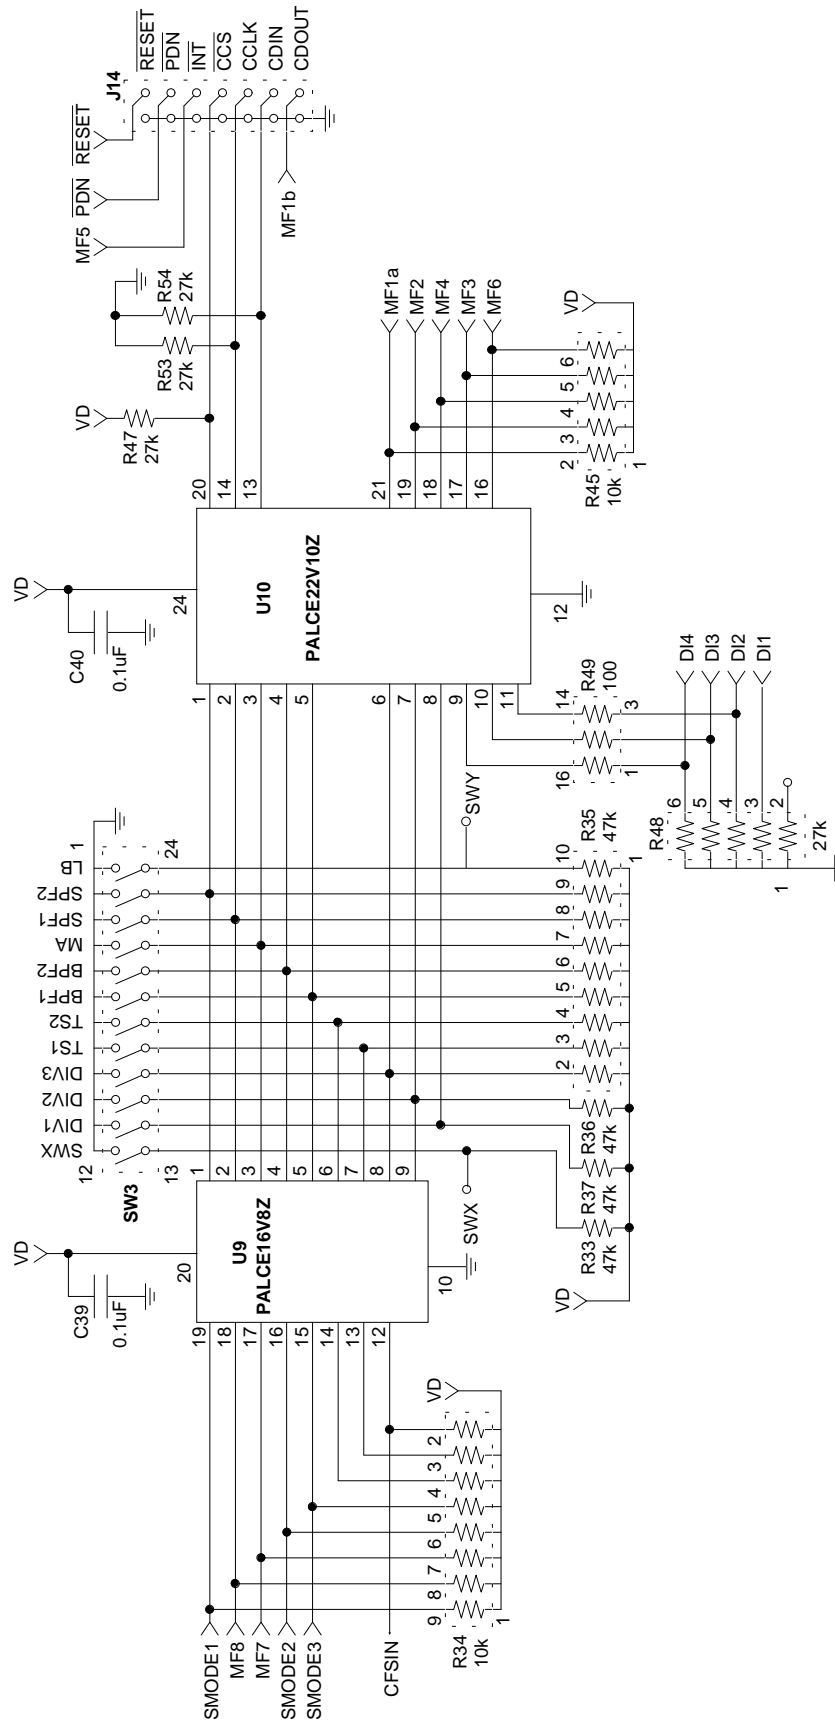 J14
RESET
PDN
INT
CCS
CCLK
CDIN
CDOUT
RESET
PDN
MF5
MF1b
R54
27k
R53
27k
VD
R47
27k
20
14
13
21
19
18
17
16
MF1a
MF2
MF4
MF3
MF6
VD
6
5
4
3
2
1
R45
10k
VD
C40
0.1uF
24
U10
PALCE22V10Z
12
1
2
3
4
5
6
7
8
9
10
11
14
R49
100
3
16
1
DI4
DI3
DI2
DI1
R48
6
5
4
3
2
27k
1
SWY
1
24
LB
SPF2
SPF1
MA
BPF2
BPF1
TS2
TS1
DIV3
DIV2
DIV1
SWX
12
13
SW3
R35
47k
10
9
8
7
6
5
4
3
2
1
R36
47k
R37
47k
R33
47k
VD
SWX
VD
C39
0.1uF
20
U9
PALCE16V8Z
10
1
2
3
4
5
6
7
8
9
19
18
17
16
15
14
13
12
VD
2
3
4
5
6
7
8
9
1
R34
10k
SMODE1
MF8
MF7
SMODE2
SMODE3
CFSIN